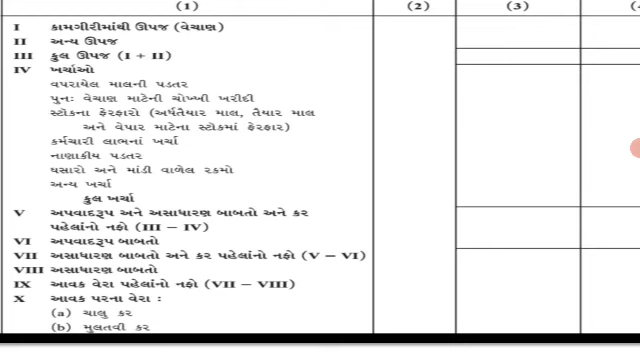 (1) (2) (3) (4
I કામગીરીમાંથી ઊપજ (વેચાણ)
II અન્ય ઊપજ
III કુલ ઊપજ (I + II)
IV ખર્ચાઓ
વપરાયેલ માલની પડતર
પુનઃ વેચાણ માટેની ચોખ્ખી ખરીદી
સ્ટૉકના ફેરફારો (અર્ધતૈયાર માલ, તૈયાર માલ
અને વેપાર માટેના સ્ટૉકમાં ફેરફાર)
કર્મચારી લાભનાં ખર્ચા
નાણાકીય પડતર
ઘસારો અને માંડી વાળેલ રકમો
અન્ય ખર્ચા
કુલ ખર્ચા
V અપવાદરૂપ અને અસાધારણ બાબતો અને કર
પહેલાંનો નફો (III – IV)
VI અપવાદરૂપ બાબતો
VII અસાધારણ બાબતો અને કર પહેલાંનો નફો (V – VI)
VIII અસાધારણ બાબતો
IX આવક વેરા પહેલાંનો નફો (VII – VIII)
X આવક પરના વેરા :
(a) ચાલુ કર
(b) મુલતવી કર